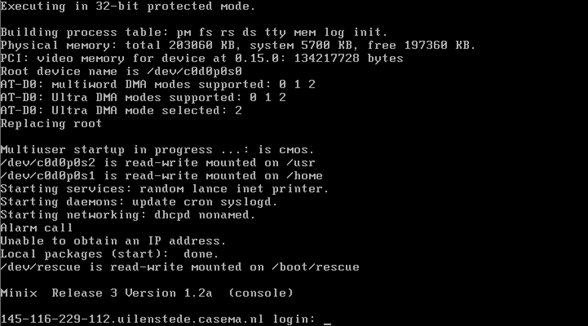 Executing in 32-bit protected mode.
Building process table: pm fs rs ds tty mem log init.
Physical memory: total 203060 KB, system 5700 KB, free 197360 KB.
PCI: video memory for device at 0.15.0: 134217728 bytes
Root device name is /dev/c0d0p0s0
AT-D0: multiword DMA modes supported: 0 1 2
AT-D0: Ultra DMA modes supported: 0 1 2
AT-D0: Ultra DMA mode selected: 2
Replacing root
Multiuser startup in progress ...: is cmos.
/dev/c0d0p0s2 is read-write mounted on /usr
/dev/c0d0p0s1 is read-write mounted on /home
Starting services: random lance inet printer.
Starting daemons: update cron syslogd.
Starting networking: dhcpd nonamed.
Alarm call
Unable to obtain an IP address.
Local packages (start):  done.
/dev/rescue is read-write mounted on /boot/rescue
Minix  Release 3 Version 1.2a  (console)
145-116-229-112.uilenstede.casema.nl login: _